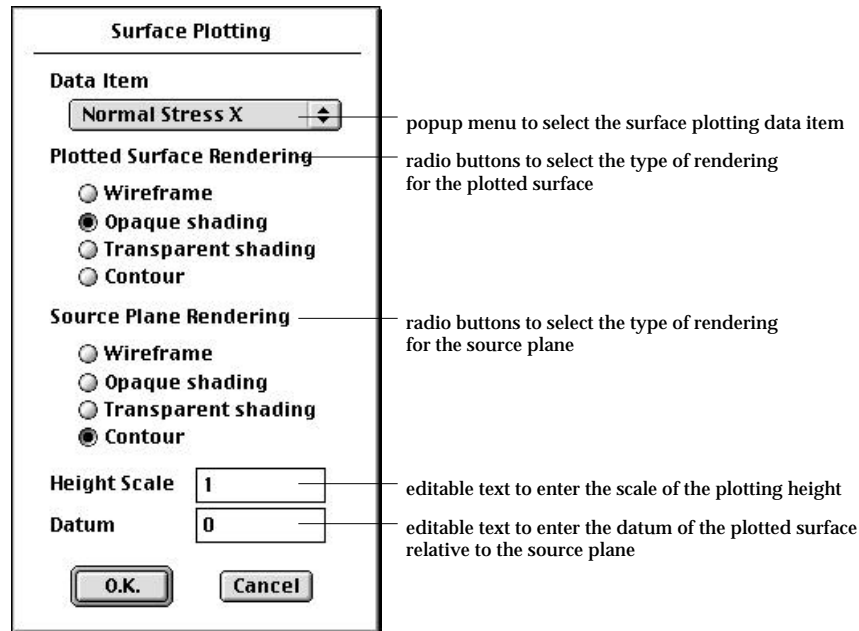 Surface Plotting
Data Item
Normal Stress X
popup menu to select the surface plotting data item
Plotted Surface Rendering
radio buttons to select the type of rendering
for the plotted surface
Wireframe
Opaque shading
Transparent shading
Contour
Source Plane Rendering
radio buttons to select the type of rendering
for the source plane
Wireframe
Opaque shading
Transparent shading
Contour
Height Scale 1
editable text to enter the scale of the plotting height
Datum 0
editable text to enter the datum of the plotted surface
relative to the source plane
O.K. Cancel